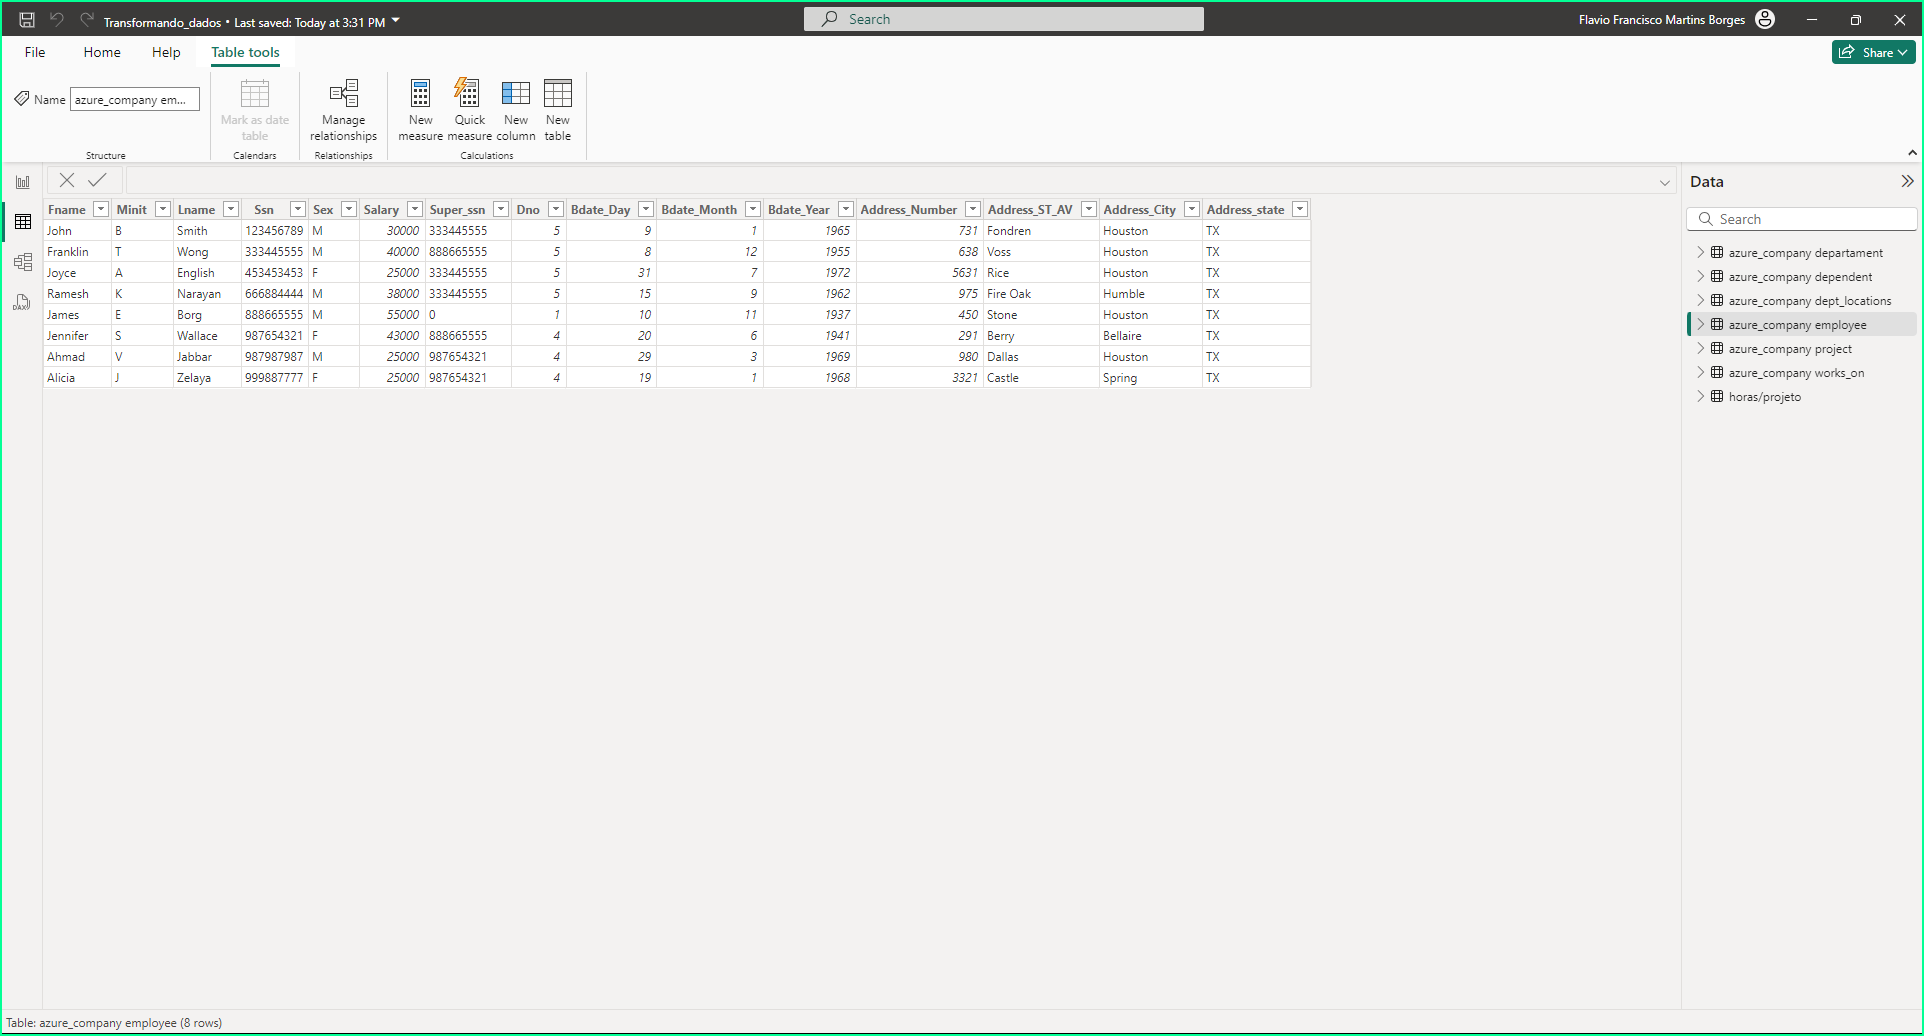 Transformando_dados • Last saved: Today at 3:31 PM
Search
Flavio Francisco Martins Borges
File Home Help Table tools
Share
Name azure_company em...
Mark as date table
Manage relationships
New measure
Quick measure
New column
New table
Structure
Calendars
Relationships
Calculations
Fname Minit Lname Ssn Sex Salary Super_ssn Dno Bdate_Day Bdate_Month Bdate_Year Address_Number Address_ST_AV Address_City Address_state
John B Smith 123456789 M 30000 333445555 5 9 1 1965 731 Fondren Houston TX
Franklin T Wong 333445555 M 40000 888665555 5 8 12 1955 638 Voss Houston TX
Joyce A English 453453453 F 25000 333445555 5 31 7 1972 5631 Rice Houston TX
Ramesh K Narayan 666884444 M 38000 333445555 5 15 9 1962 975 Fire Oak Humble TX
James E Borg 888665555 M 55000 0 1 10 11 1937 450 Stone Houston TX
Jennifer S Wallace 987654321 F 43000 888665555 4 20 6 1941 291 Berry Bellaire TX
Ahmad V Jabbar 987987987 M 25000 987654321 4 29 3 1969 980 Dallas Houston TX
Alicia J Zelaya 999887777 F 25000 987654321 4 19 1 1968 3321 Castle Spring TX
DAX
Data
Search
azure_company departament
azure_company dependent
azure_company dept_locations
azure_company employee
azure_company project
azure_company works_on
horas/projeto
Table: azure_company employee (8 rows)